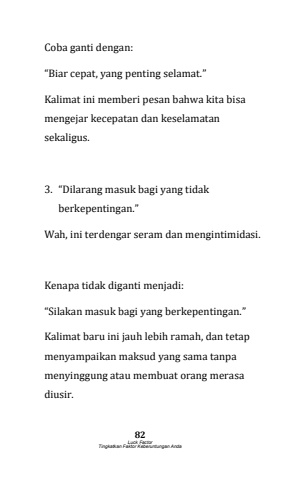 Coba ganti dengan:
“Biar cepat, yang penting selamat.”
Kalimat ini memberi pesan bahwa kita bisa
mengejar kecepatan dan keselamatan
sekaligus.
3. “Dilarang masuk bagi yang tidak
berkepentingan.”
Wah, ini terdengar seram dan mengintimidasi.
Kenapa tidak diganti menjadi:
“Silakan masuk bagi yang berkepentingan.”
Kalimat baru ini jauh lebih ramah, dan tetap
menyampaikan maksud yang sama tanpa
menyinggung atau membuat orang merasa
diusir.
82
Luck Factor
Tingkatkan Faktor Keberuntungan Anda